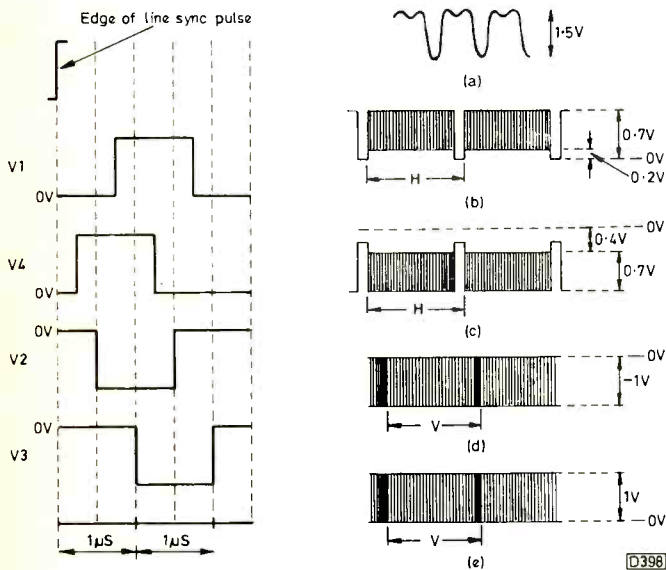 Edge of line sync pulse
V1
0V
V4
0V
0V
V2
0V
V3
1µS
1µS
1·5V
(a)
0·7V
0V
0·2V
H
(b)
0V
0·4V
0·7V
H
(c)
0V
-1V
V
(d)
1V
0V
V
(e)
D398